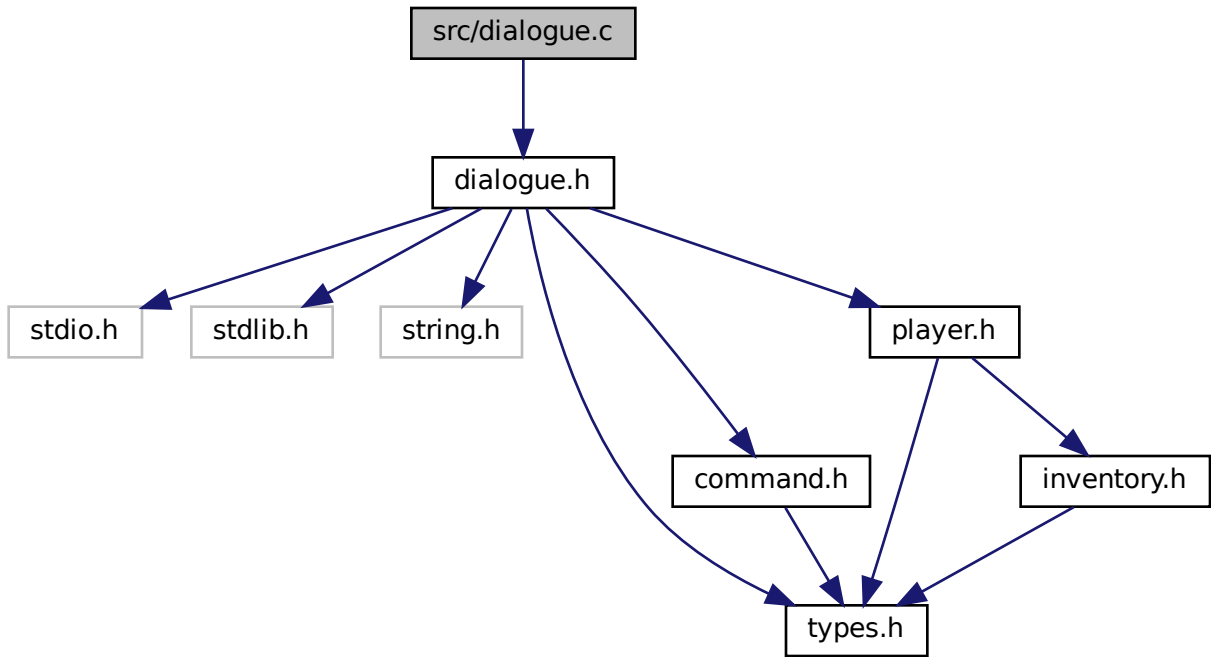 src/dialogue.c
dialogue.h
stdio.h
stdlib.h
string.h
player.h
command.h
inventory.h
types.h